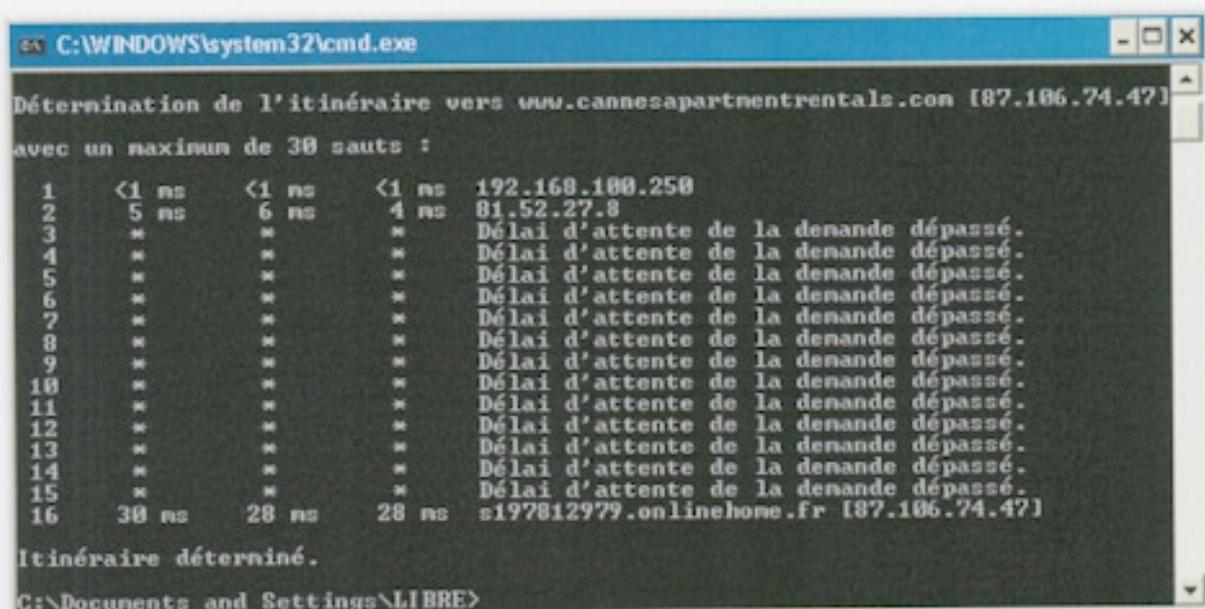 C:\WINDOWS\system32\cmd.exe
Détermination de l'itinéraire vers www.cannesapartmentrentals.com [87.106.74.47]
avec un maximum de 30 sauts :
1 <1 ms <1 ms <1 ms 192.168.100.250
2 5 ms 6 ms 4 ms 81.52.27.8
3 * * * Délai d'attente de la demande dépassé.
4 * * * Délai d'attente de la demande dépassé.
5 * * * Délai d'attente de la demande dépassé.
6 * * * Délai d'attente de la demande dépassé.
7 * * * Délai d'attente de la demande dépassé.
8 * * * Délai d'attente de la demande dépassé.
9 * * * Délai d'attente de la demande dépassé.
10 * * * Délai d'attente de la demande dépassé.
11 * * * Délai d'attente de la demande dépassé.
12 * * * Délai d'attente de la demande dépassé.
13 * * * Délai d'attente de la demande dépassé.
14 * * * Délai d'attente de la demande dépassé.
15 * * * Délai d'attente de la demande dépassé.
16 30 ms 28 ms 28 ms s197812979.onlinehome.fr [87.106.74.47]
Itinéraire déterminé.
C:\Documents and Settings\LIBRE>